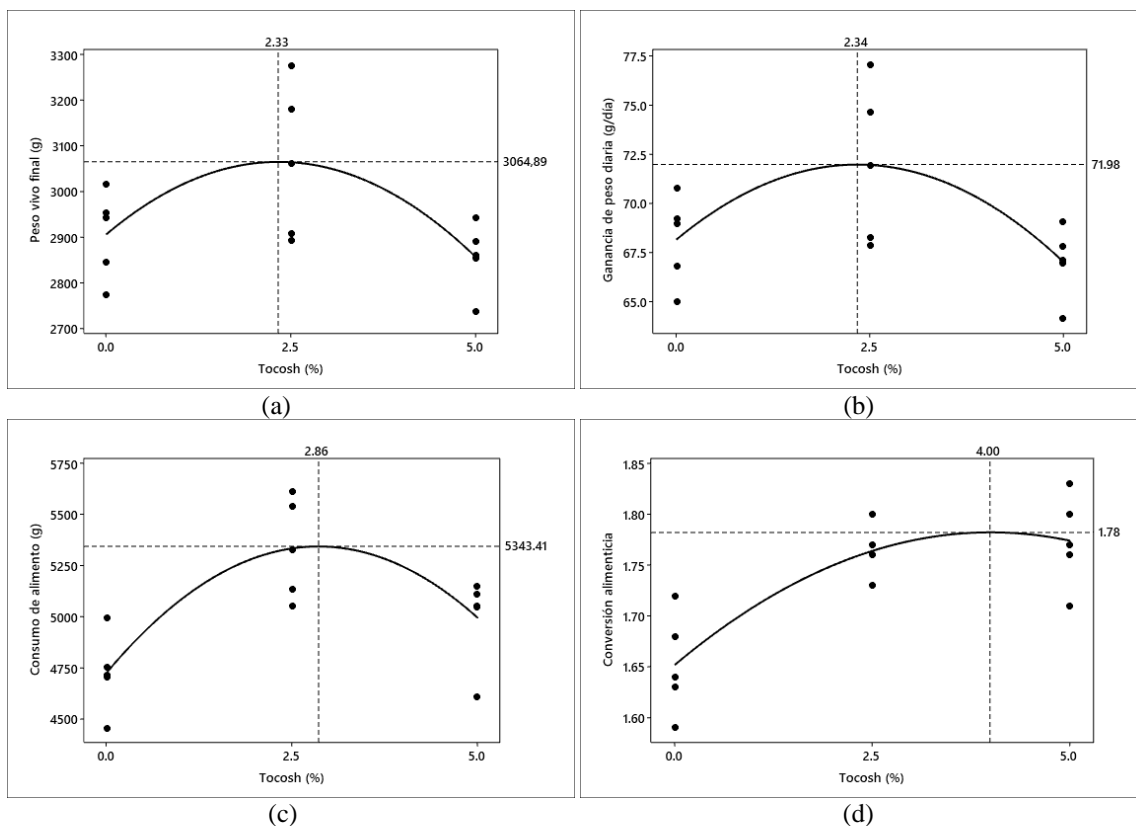 2.33
3300
3200
3100
3000
2900
2800
2700
3064,89
Peso vivo final (g)
0.0 2.5 5.0
Tocosh (%)
(a)
2.34
77.5
75.0
72.5
70.0
67.5
65.0
71.98
Ganancia de peso diaria (g/día)
0.0 2.5 5.0
Tocosh (%)
(b)
2.86
5750
5500
5250
5000
4750
4500
5343.41
Consumo de alimento (g)
0.0 2.5 5.0
Tocosh (%)
(c)
4.00
1.85
1.80
1.75
1.70
1.65
1.60
1.78
Conversión alimenticia
0.0 2.5 5.0
Tocosh (%)
(d)